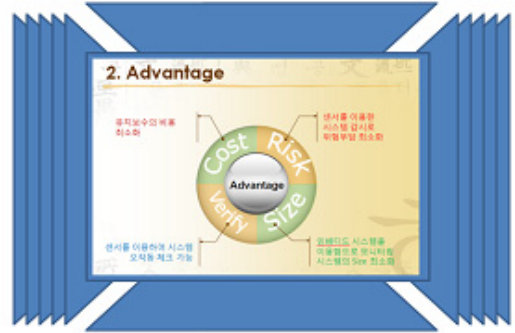 2. Advantage
유지보수의 비용
최소화
센서를 이용한
시스템 감시로
위험부담 최소화
Cost
Risk
Advantage
Verify
Size
센서를 이용하여 시스템
오작동 체크 가능
임베디드 시스템을
이용함으로 모니터링
시스템의 Size 최소화